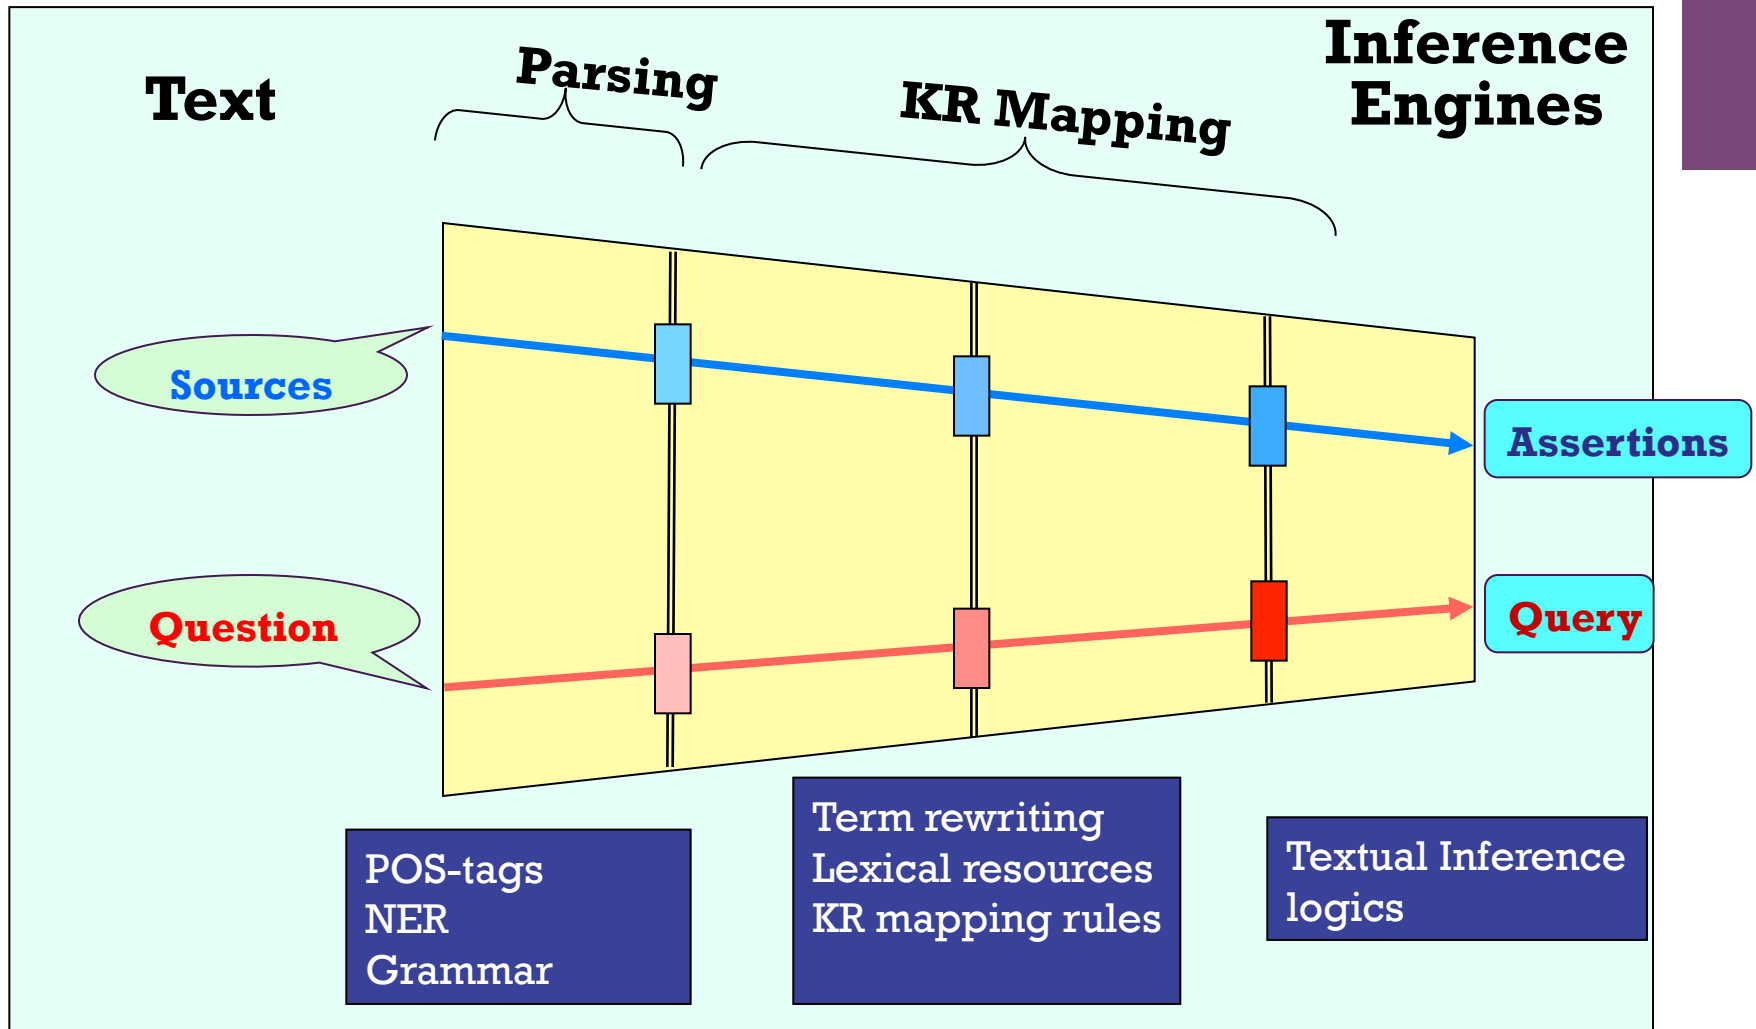 Text
Parsing
KR Mapping
Inference
Engines
Sources
Assertions
Question
Query
POS-tags
NER
Grammar
Term rewriting
Lexical resources
KR mapping rules
Textual Inference
logics